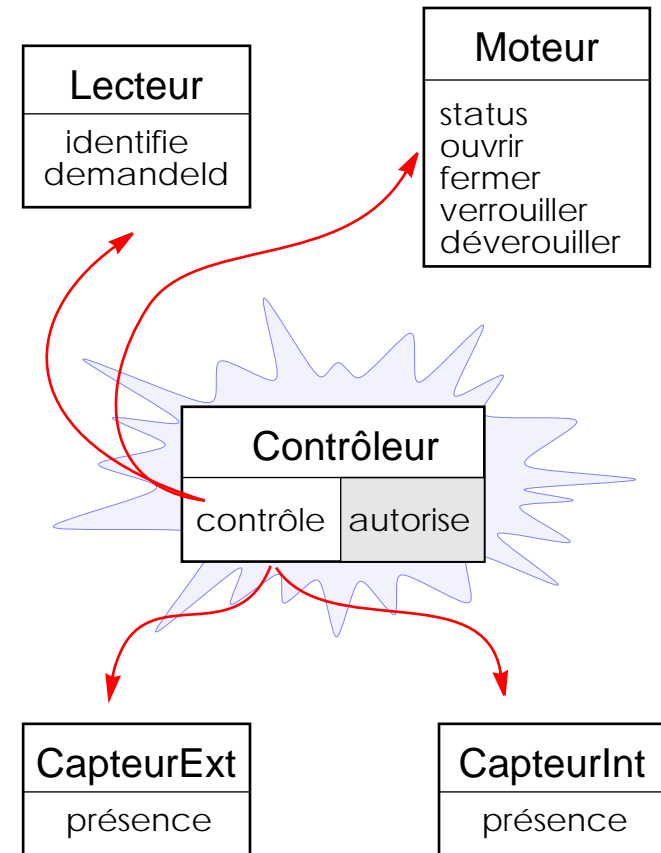 Lecteur
identifie
demandeId
Moteur
status
ouvrir
fermer
verrouiller
déverouiller
Contrôleur
contrôle
autorise
CapteurExt
présence
CapteurInt
présence